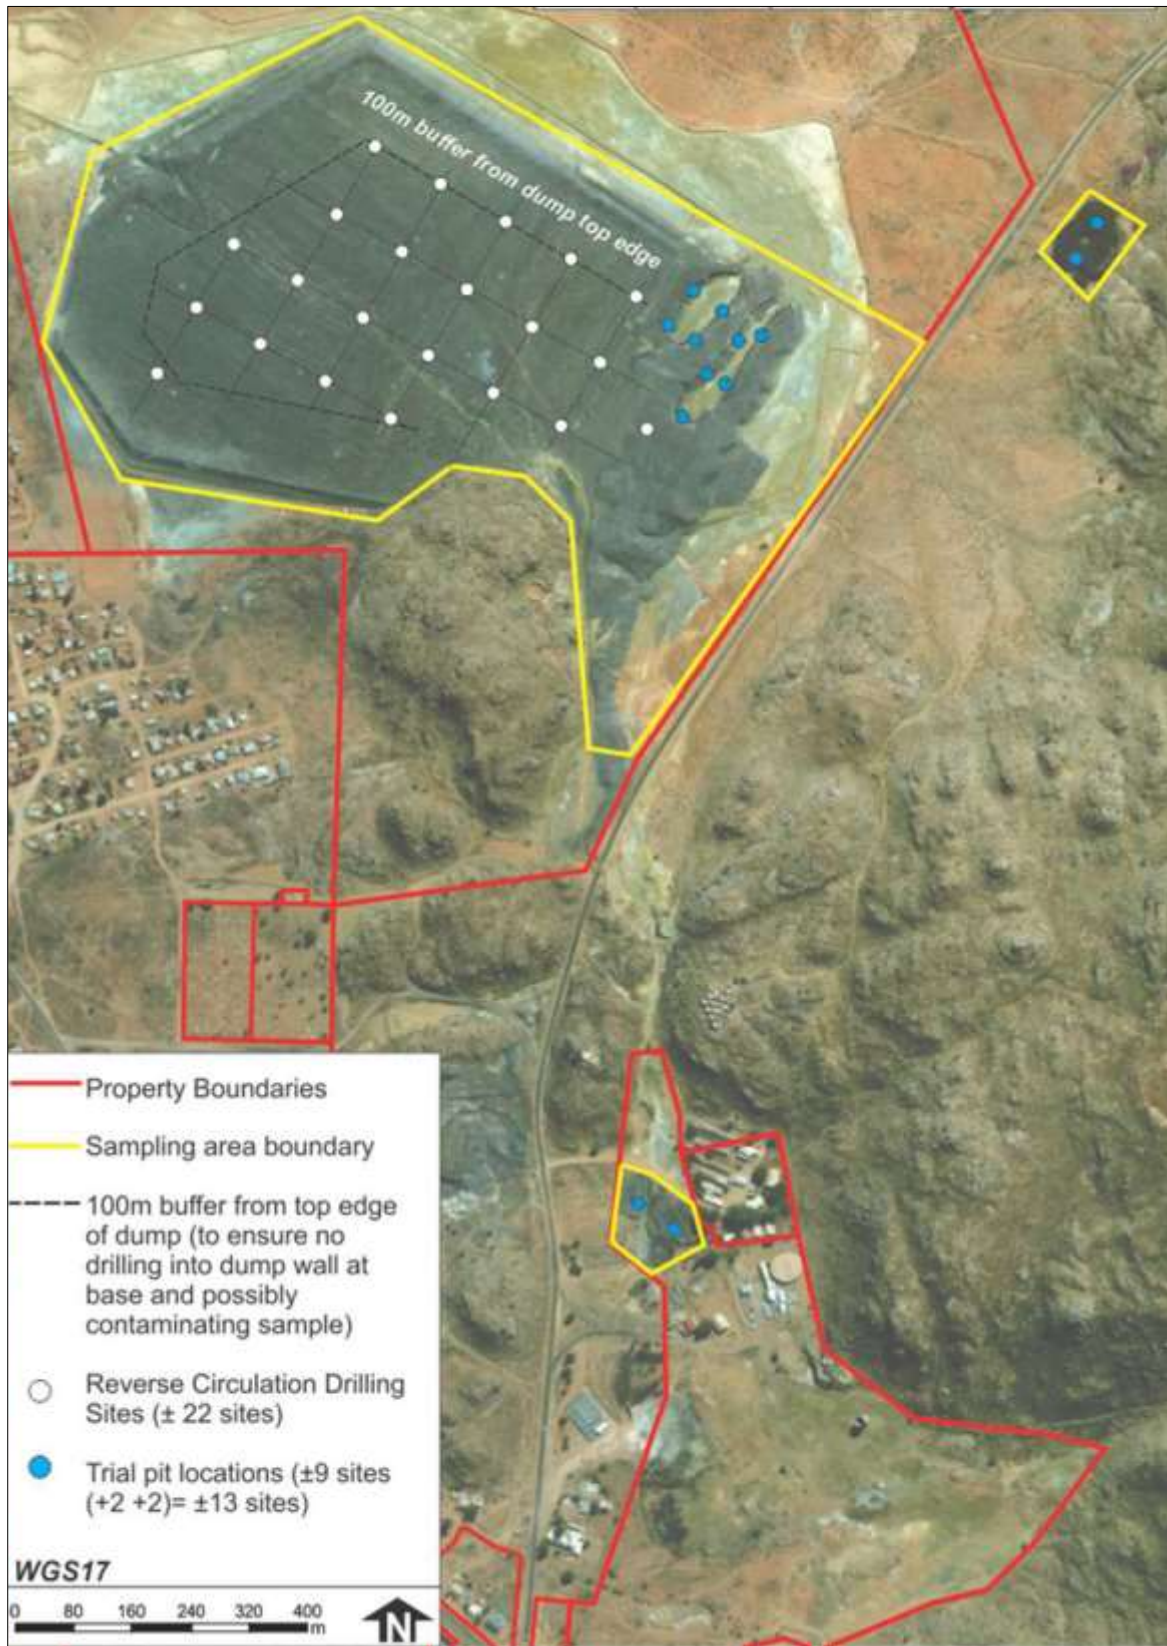 100m buffer from dump top edge
Property Boundaries
Sampling area boundary
100m buffer from top edge
of dump (to ensure no
drilling into dump wall at
base and possibly
contaminating sample)
Reverse Circulation Drilling
Sites (± 22 sites)
Trial pit locations (±9 sites
(+2 +2)= ±13 sites)
WGS17
0 80 160 240 320 400
m
N